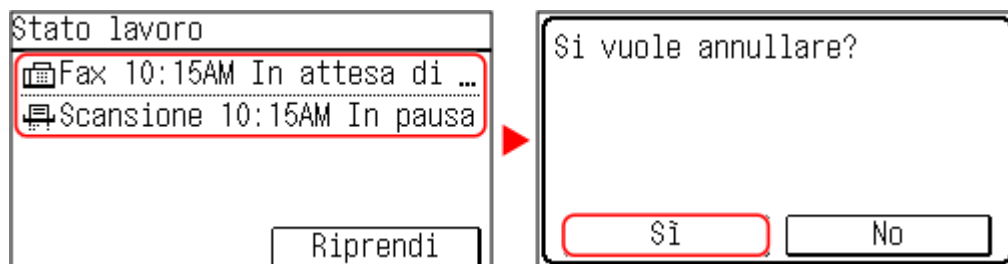 Stato lavoro
Fax 10:15AM In attesa di …
Scansione 10:15AM In pausa
Riprendi
Si vuole annullare?
Sì
No